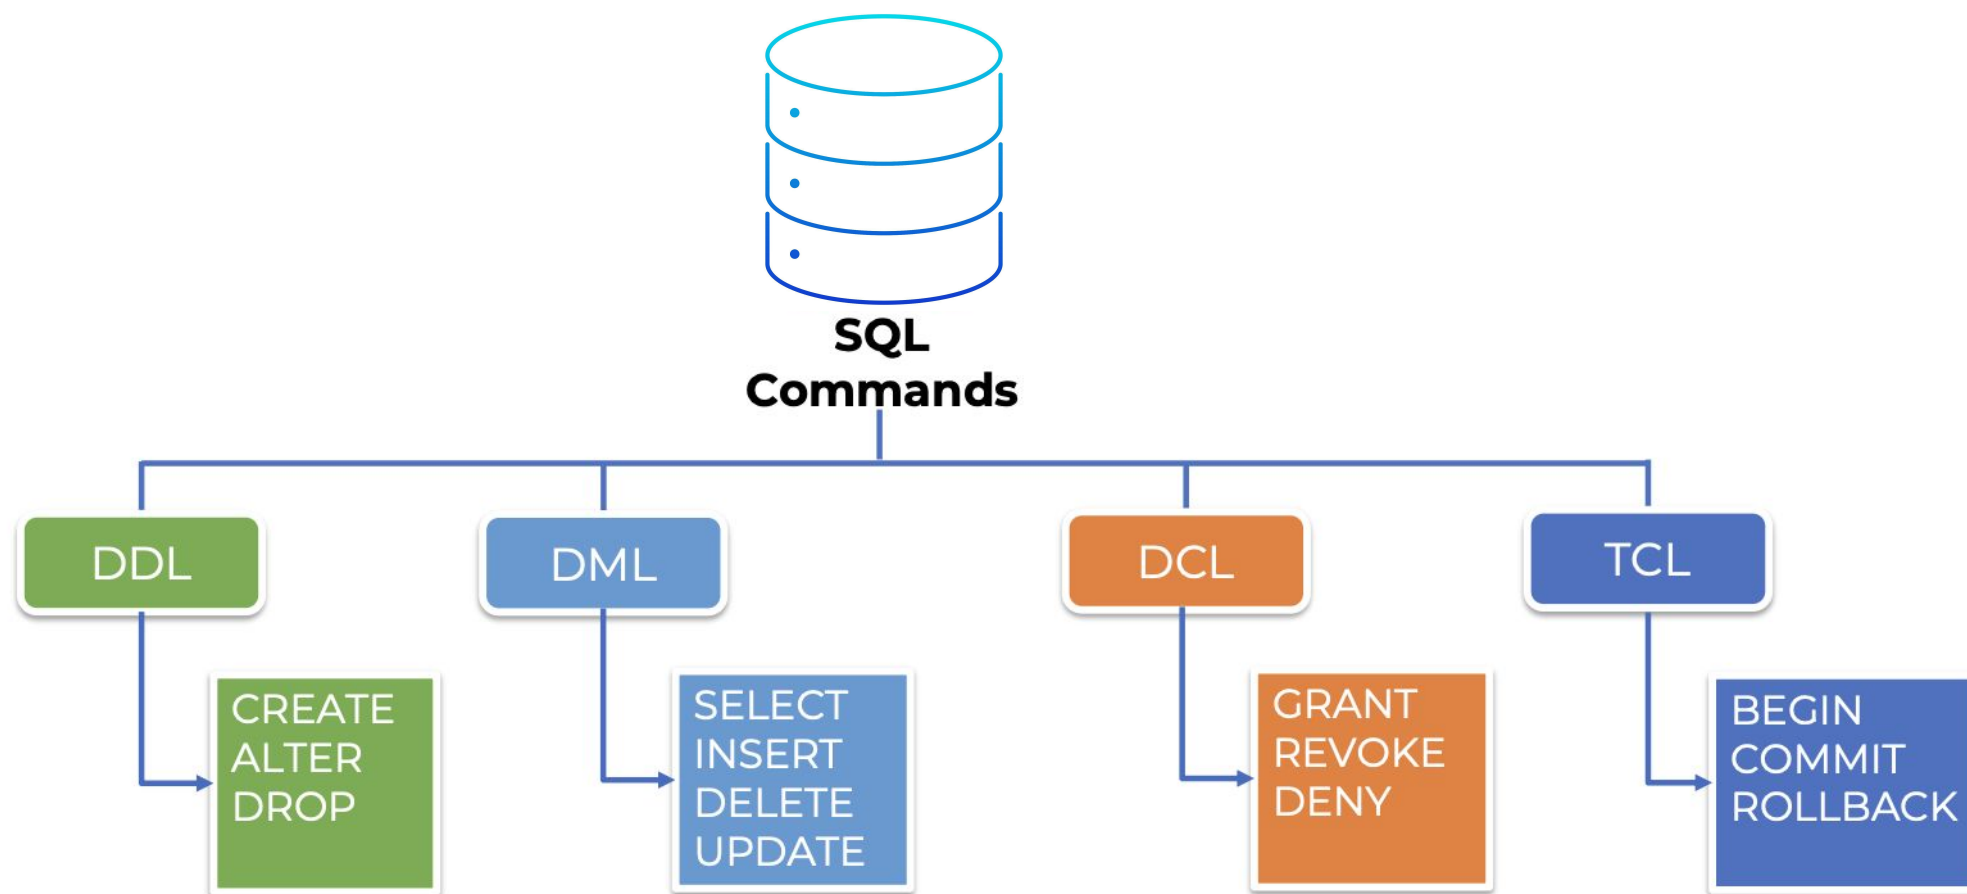 SQL
Commands
DDL
DML
DCL
TCL
CREATE
ALTER
DROP
SELECT
INSERT
DELETE
UPDATE
GRANT
REVOKE
DENY
BEGIN
COMMIT
ROLLBACK